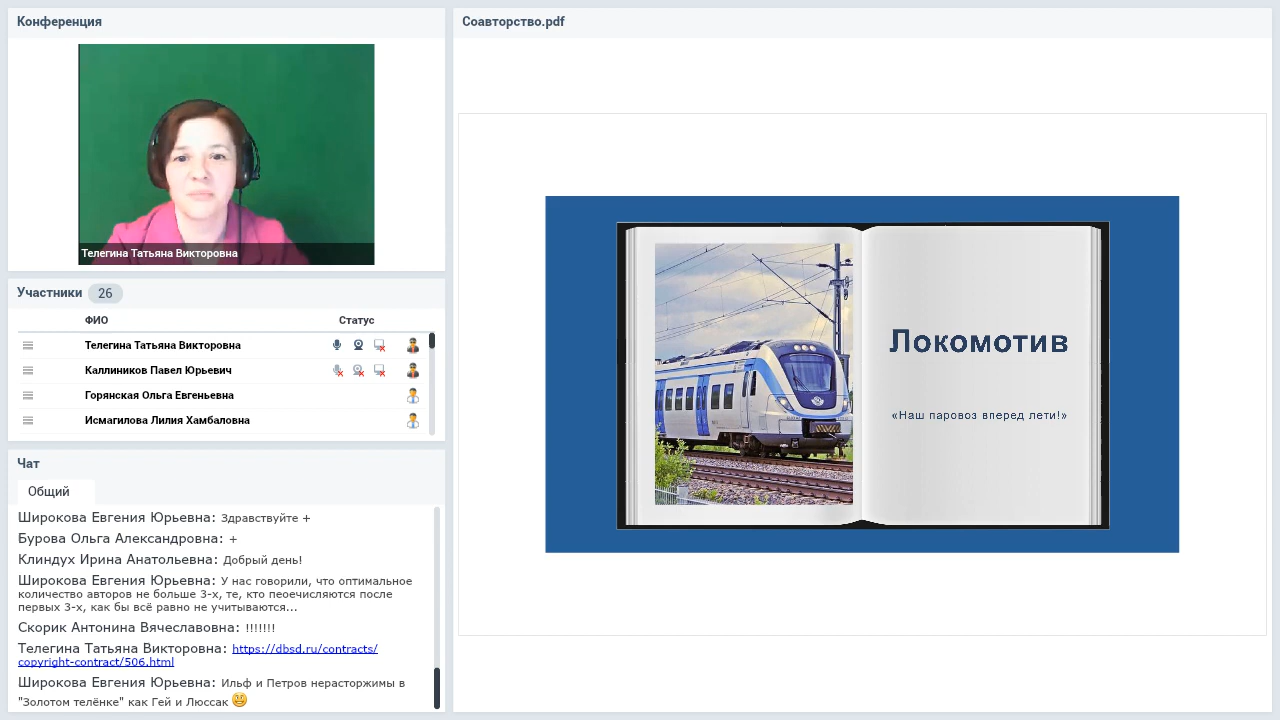 Конференция
Телегина Татьяна Викторовна
Участники 26
ФИО Статус
Телегина Татьяна Викторовна
Каллиников Павел Юрьевич
Горянская Ольга Евгеньевна
Исмагилова Лилия Хамбаловна
Чат
Общий
Широкова Евгения Юрьевна: Здравствуйте +
Бурова Ольга Александровна: +
Клиндух Ирина Анатольевна: Добрый день!
Широкова Евгения Юрьевна: У нас говорили, что оптимальное
количество авторов не больше 3-х, те, кто пеоечисляются после
первых 3-х, как бы всё равно не учитываются...
Скорик Антонина Вячеславовна: !!!!!!!
Телегина Татьяна Викторовна: https://dbsd.ru/contracts/
copyright-contract/506.html
Широкова Евгения Юрьевна: Ильф и Петров нерасторжимы в
"Золотом телёнке" как Гей и Люссак
Соавторство.pdf
Локомотив
«Наш паровоз вперед лети!»